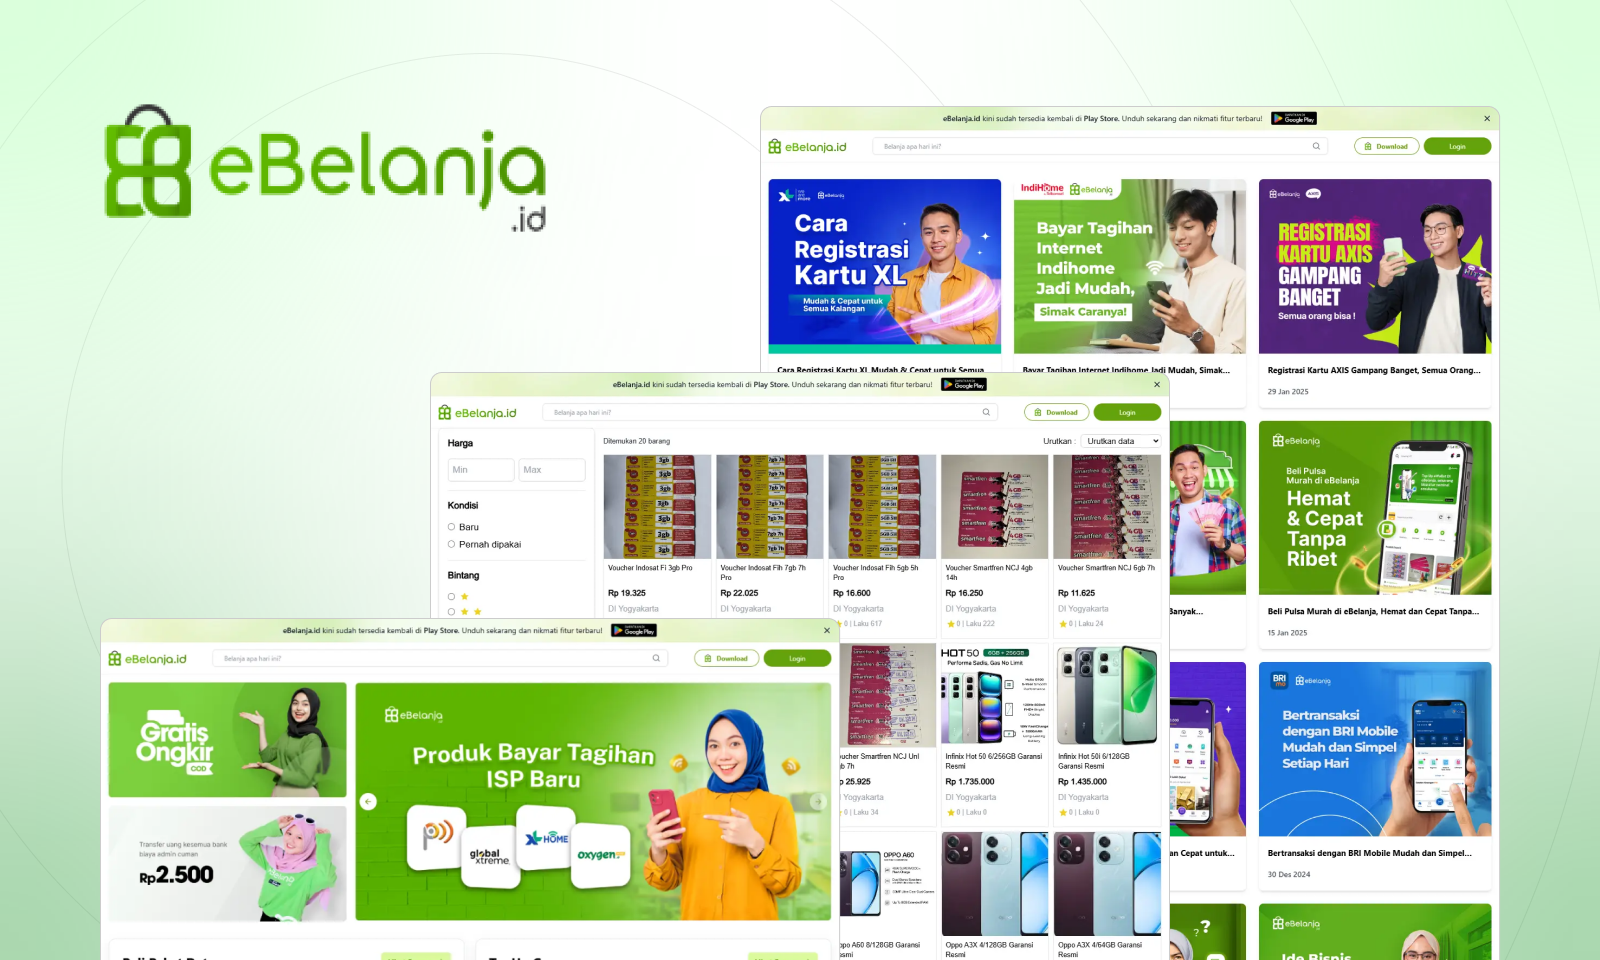 eBelanja
.id
eBelanja.id kini sudah tersedia kembali di Play Store. Unduh sekarang dan nikmati fitur terbaru!
Google Play
eBelanja.id
Belanja apa hari ini?
Download
Login
XL
eBelanja
Cara
Registrasi
Kartu XL
Mudah & Cepat untuk
Semua Kalangan
Cara Registrasi Kartu XL Mudah & Cepat untuk Semua
IndiHome
eBelanja
Bayar Tagihan
Internet
Indihome
Jadi Mudah,
Simak Caranya!
Bayar Tagihan Internet Indihome Jadi Mudah, Simak...
eBelanja
AXIS
REGISTRASI
KARTU AXIS
GAMPANG
BANGET
Semua orang bisa !
Registrasi Kartu AXIS Gampang Banget, Semua Orang...
29 Jan 2025
Banyak...
eBelanja
Beli Pulsa
Murah di eBelanja
Hemat
& Cepat
Tanpa
Ribet
Beli Pulsa Murah di eBelanja, Hemat dan Cepat Tanpa...
15 Jan 2025
an Cepat untuk...
BRI
mo
eBelanja
Bertransaksi
dengan BRI Mobile
Mudah dan Simpel
Setiap Hari
Bertransaksi dengan BRI Mobile Mudah dan Simpel...
30 Des 2024
eBelanja
Ide Bisnis
eBelanja.id kini sudah tersedia kembali di Play Store. Unduh sekarang dan nikmati fitur terbaru!
Google Play
eBelanja.id
Belanja apa hari ini?
Download
Login
Harga
Min
Max
Kondisi
Baru
Pernah dipakai
Bintang
Ditemukan 20 barang
Urutkan :
Urutkan data
Voucher Indosat FI 3gb Pro
Rp 19.325
DI Yogyakarta
Voucher Indosat Fih 7gb 7h
Pro
Rp 22.025
DI Yogyakarta
Voucher Indosat Fih 5gb 5h
Pro
Rp 16.600
DI Yogyakarta
0 | Laku 617
Voucher Smartfren NCJ 4gb
14h
Rp 16.250
DI Yogyakarta
0 | Laku 222
Voucher Smartfren NCJ 6gb 7h
Rp 11.625
DI Yogyakarta
0 | Laku 24
ucher Smartfren NCJ Unl
gb 7h
p 25.925
I Yogyakarta
0 | Laku 34
HOT 50
6GB + 256GB
Performa Sadis, Gas No Limit
Infinix Hot 50 6/256GB Garansi
Resmi
Rp 1.735.000
DI Yogyakarta
0 | Laku 0
Infinix Hot 50i 6/128GB
Garansi Resmi
Rp 1.435.000
DI Yogyakarta
0 | Laku 0
OPPO A60
ppo A60 8/128GB Garansi
smi
Oppo A3X 4/128GB Garansi
Resmi
Oppo A3X 4/64GB Garansi
Resmi
eBelanja.id kini sudah tersedia kembali di Play Store. Unduh sekarang dan nikmati fitur terbaru!
Google Play
eBelanja.id
Belanja apa hari ini?
Download
Login
Gratis
Ongkir
COD
Transfer uang kesemua bank
biaya admin cuman
Rp2.500
eBelanja
Produk Bayar Tagihan
ISP Baru
global
xtreme
XL HOME
oxygen